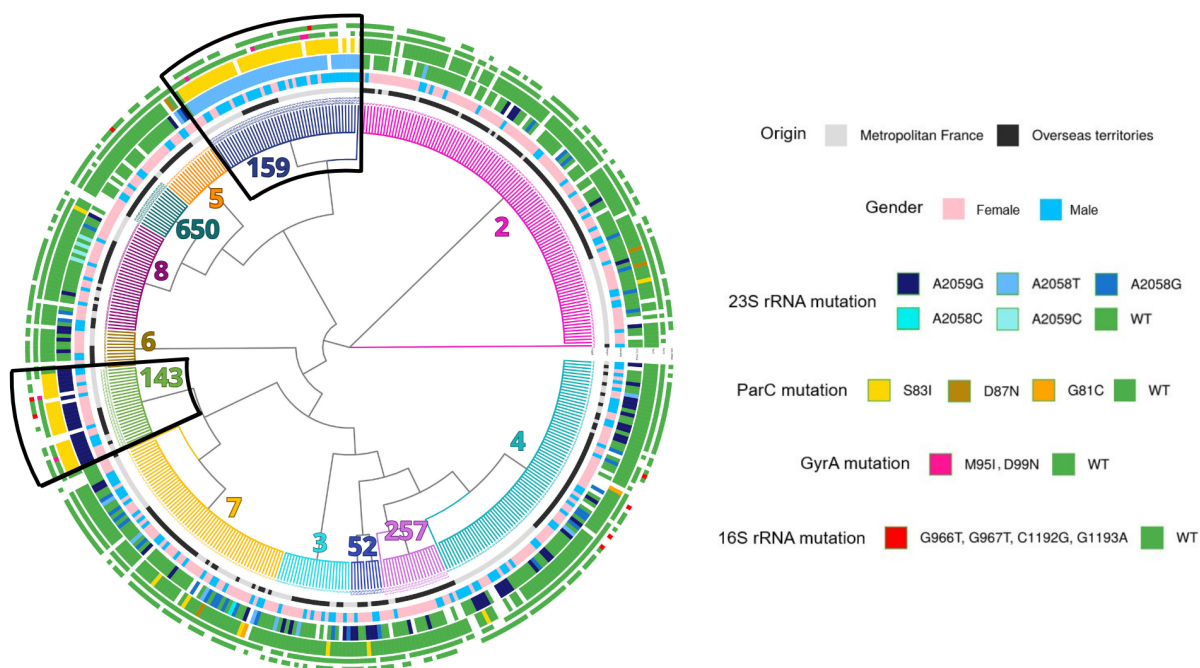 159
2
5
650
8
6
143
7
3
52
257
4
Origin
Metropolitan France
Overseas territories
Gender
Female
Male
23S rRNA mutation
A2059G
A2058T
A2058G
A2058C
A2059C
WT
ParC mutation
S83I
D87N
G81C
WT
GyrA mutation
M95I, D99N
WT
16S rRNA mutation
G966T, G967T, C1192G, G1193A
WT